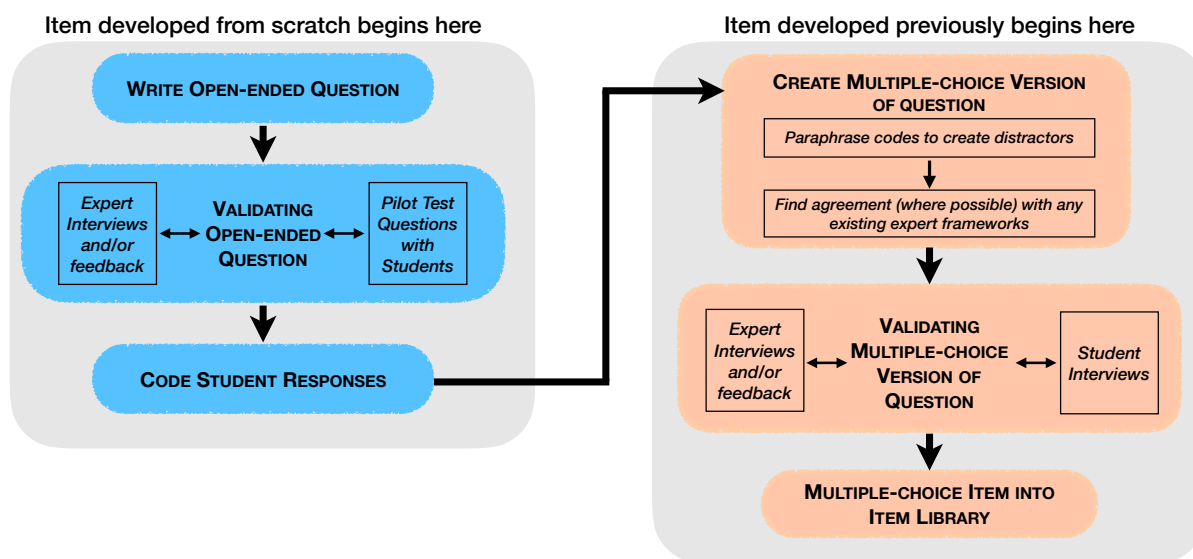 Item developed from scratch begins here
WRITE OPEN-ENDED QUESTION
Expert
Interviews
and/or
feedback
VALIDATING
OPEN-ENDED
QUESTION
Pilot Test
Questions
with
Students
CODE STUDENT RESPONSES
Item developed previously begins here
CREATE MULTIPLE-CHOICE VERSION
OF QUESTION
Paraphrase codes to create distractors
Find agreement (where possible) with any
existing expert frameworks
Expert
Interviews
and/or
feedback
VALIDATING
MULTIPLE-CHOICE
VERSION OF
QUESTION
Student
Interviews
MULTIPLE-CHOICE ITEM INTO
ITEM LIBRARY